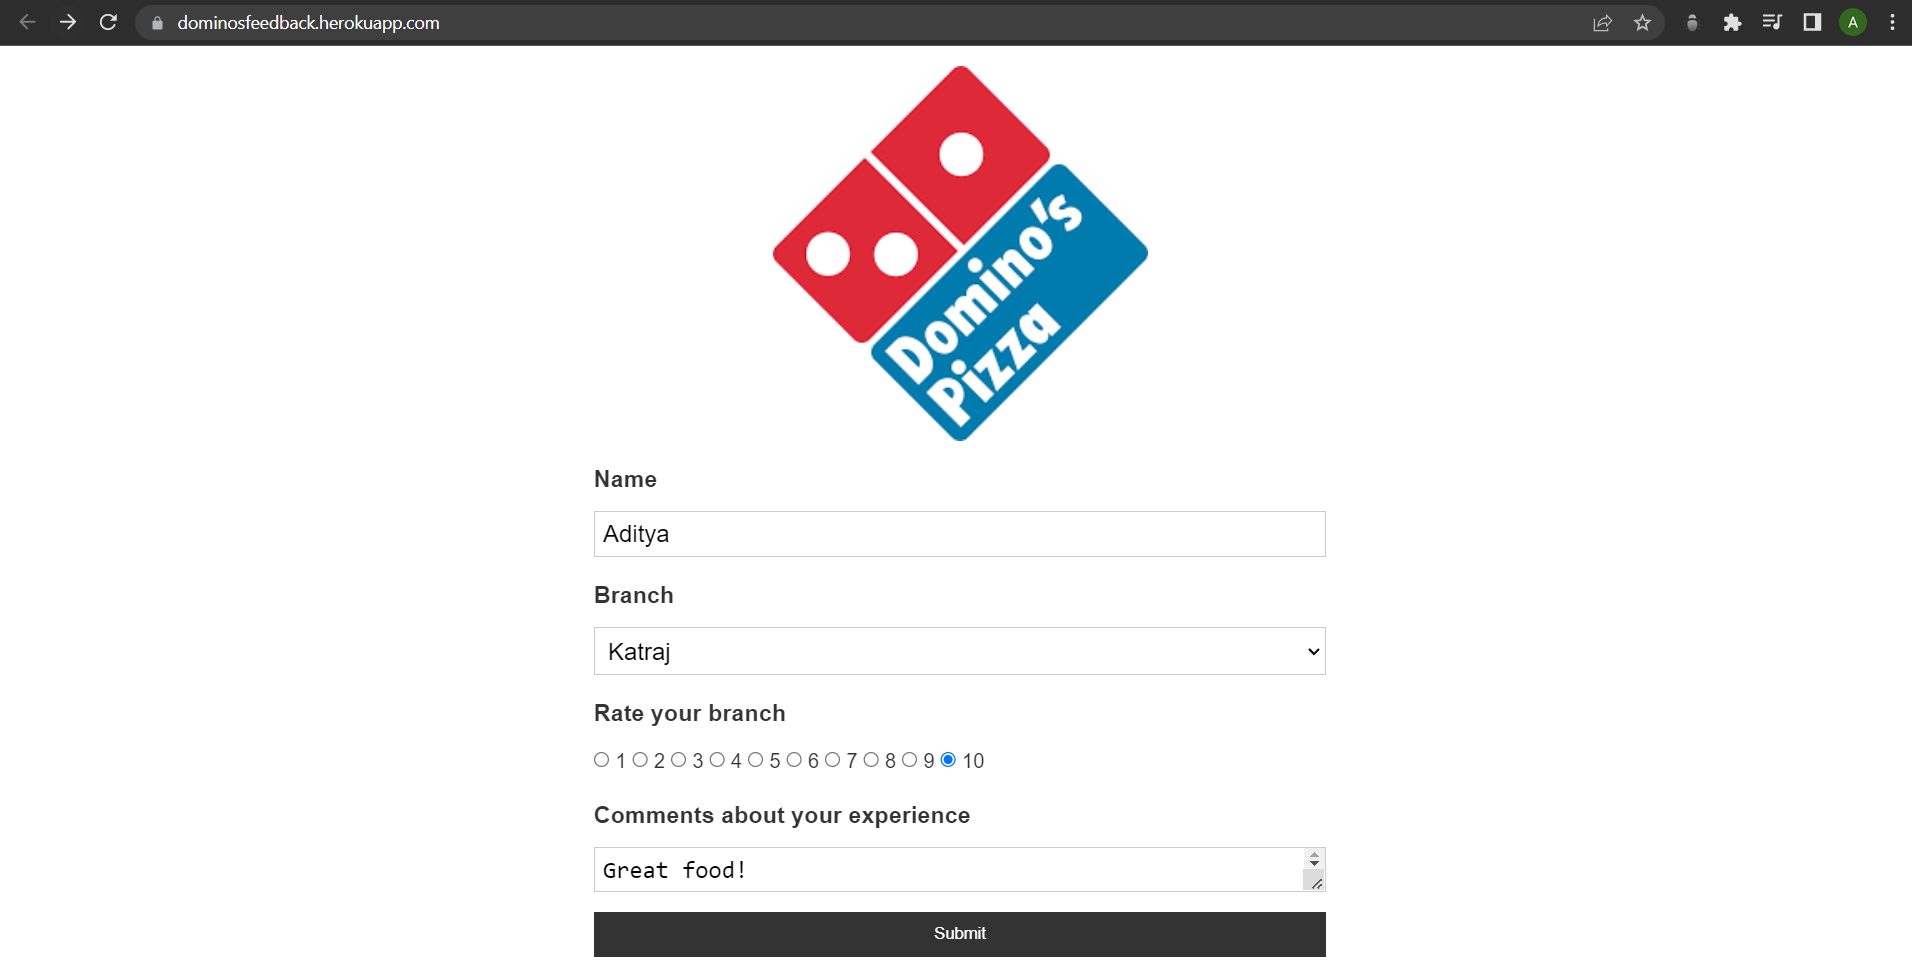 dominosfeedback.herokuapp.com
A
Domino's
Pizza
Name
Aditya
Branch
Katraj
Rate your branch
1 2 3 4 5 6 7 8 9 10
Comments about your experience
Great food!
Submit